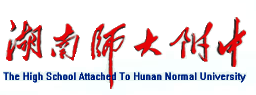 湖南师大附中
The High School Attached To Hunan Normal University